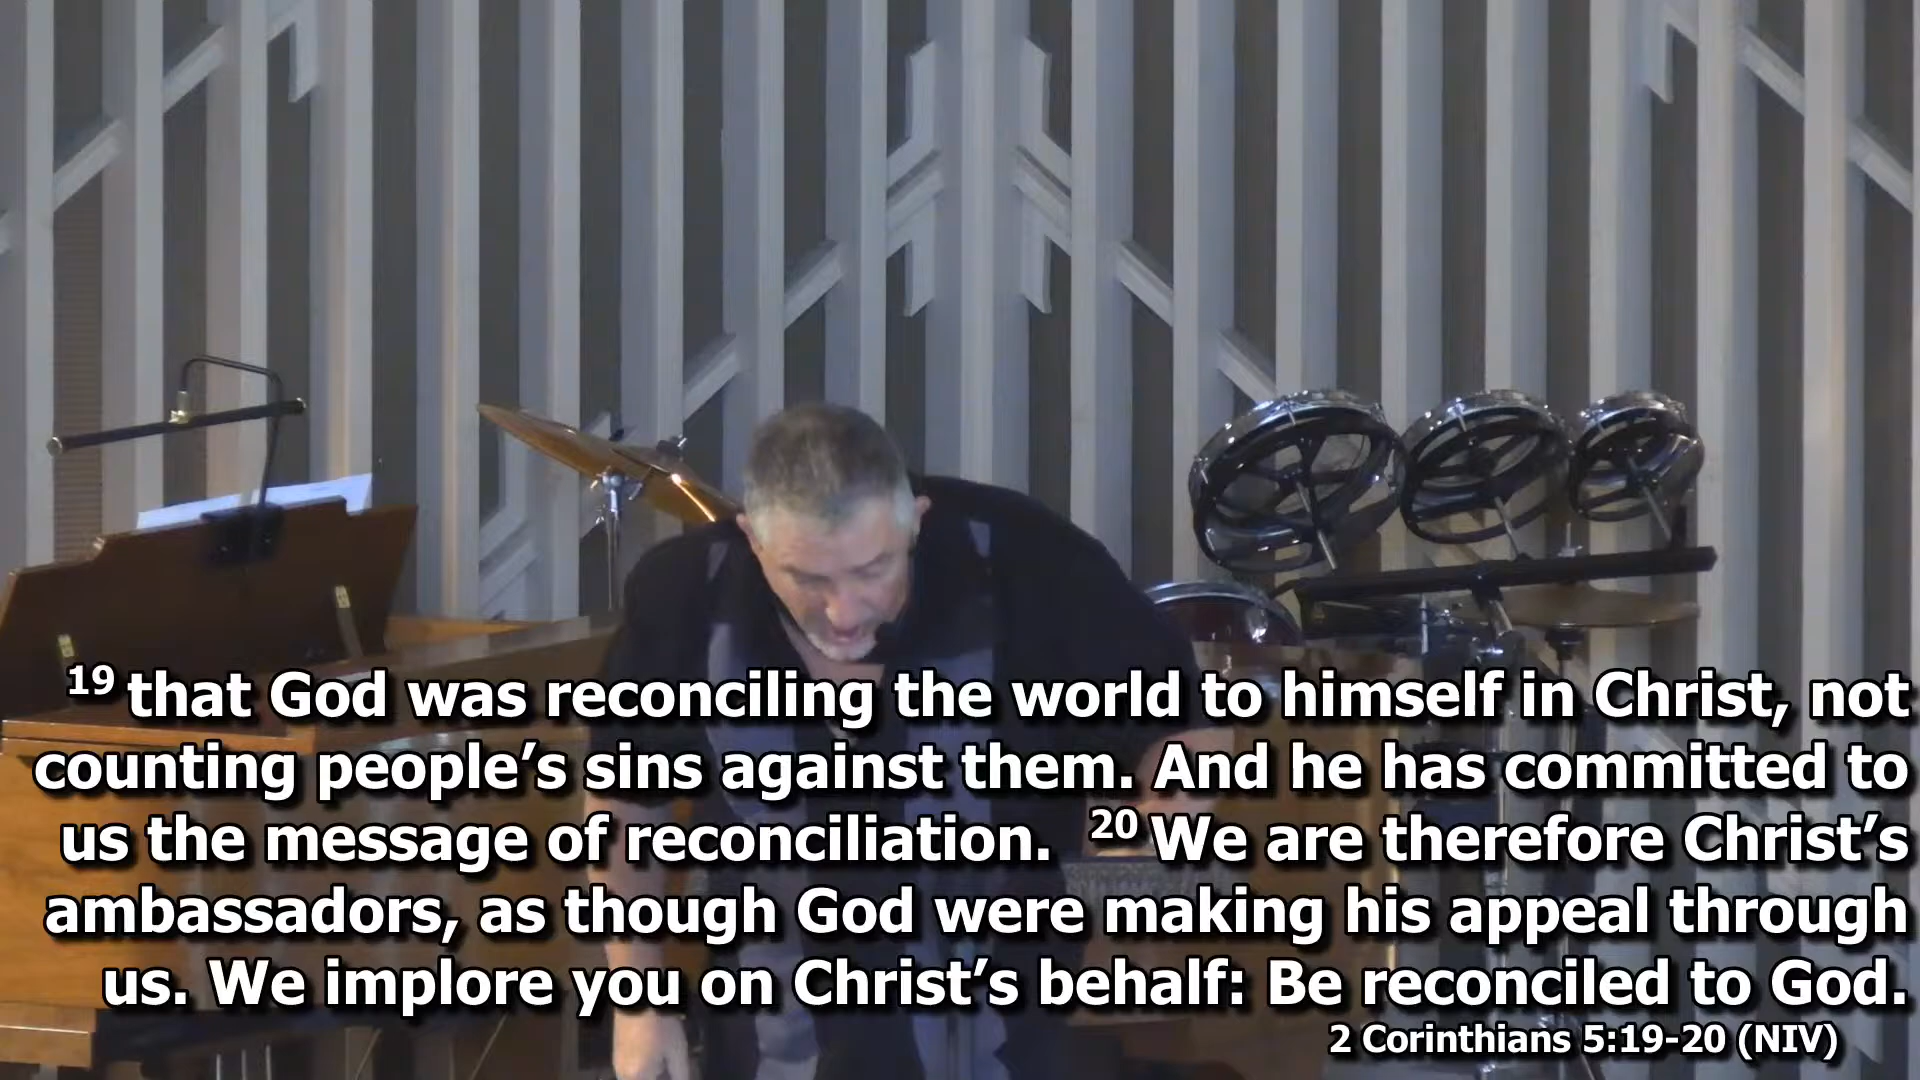 19 that God was reconciling the world to himself in Christ, not
counting people’s sins against them. And he has committed to
us the message of reconciliation. 20 We are therefore Christ’s
ambassadors, as though God were making his appeal through
us. We implore you on Christ’s behalf: Be reconciled to God.
2 Corinthians 5:19-20 (NIV)